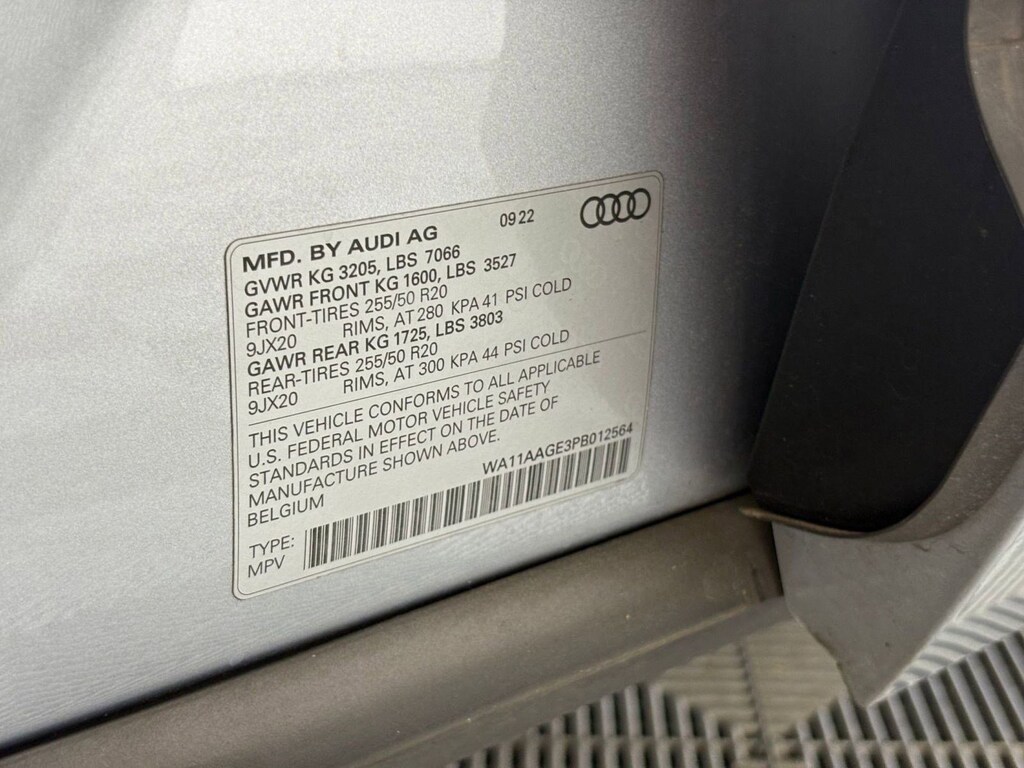 MFD. BY AUDI AG 09 22
GVWR KG 3205, LBS 7066
GAWR FRONT KG 1600, LBS 3527
FRONT-TIRES 255/50 R20
9JX20 RIMS, AT 280 KPA 41 PSI COLD
GAWR REAR KG 1725, LBS 3803
REAR-TIRES 255/50 R20
9JX20 RIMS, AT 300 KPA 44 PSI COLD
THIS VEHICLE CONFORMS TO ALL APPLICABLE
U.S. FEDERAL MOTOR VEHICLE SAFETY
STANDARDS IN EFFECT ON THE DATE OF
MANUFACTURE SHOWN ABOVE.
BELGIUM WA11AAGE3PB012564
TYPE:
MPV